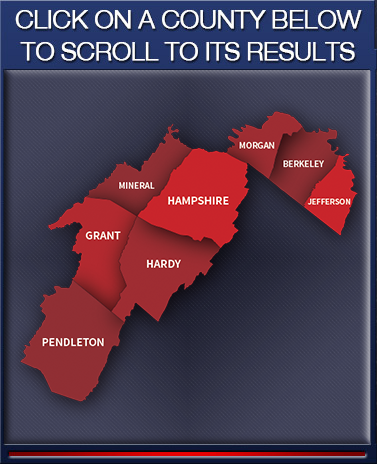 CLICK ON A COUNTY BELOW
TO SCROLL TO ITS RESULTS
MORGAN
BERKELEY
MINERAL
HAMPSHIRE
JEFFERSON
GRANT
HARDY
PENDLETON